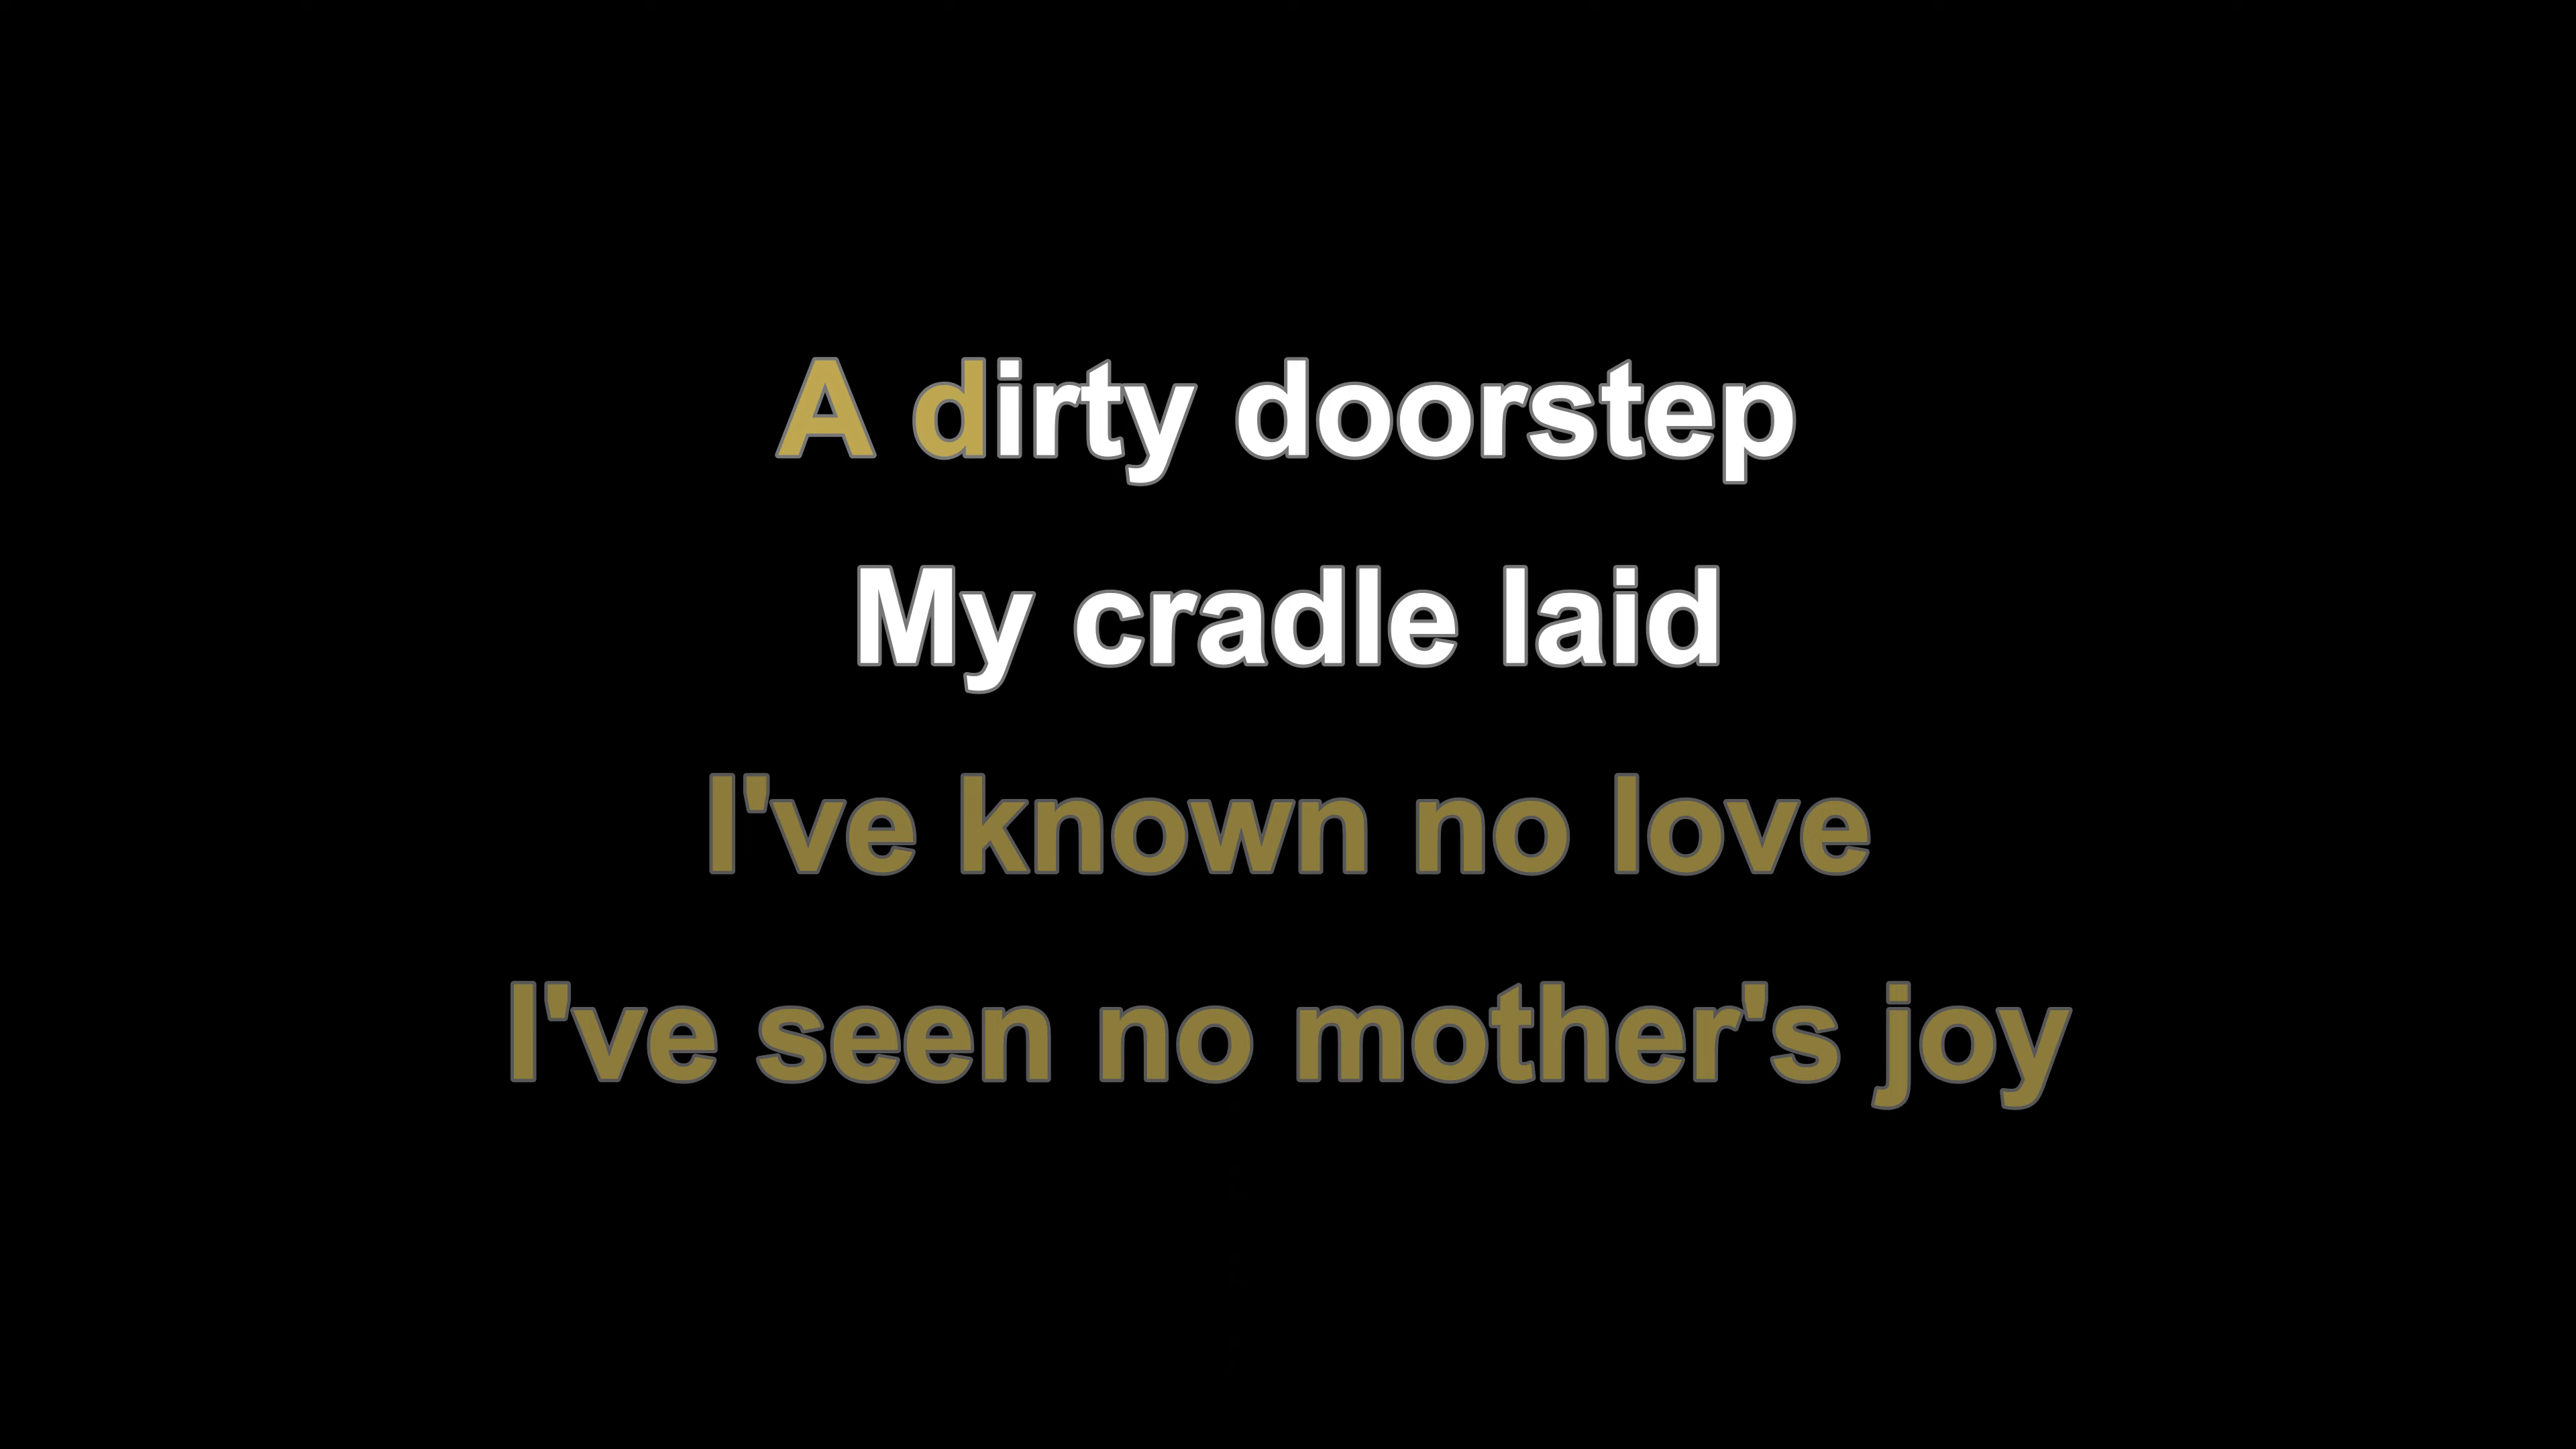 A dirty doorstep
My cradle laid
I've known no love
I've seen no mother's joy